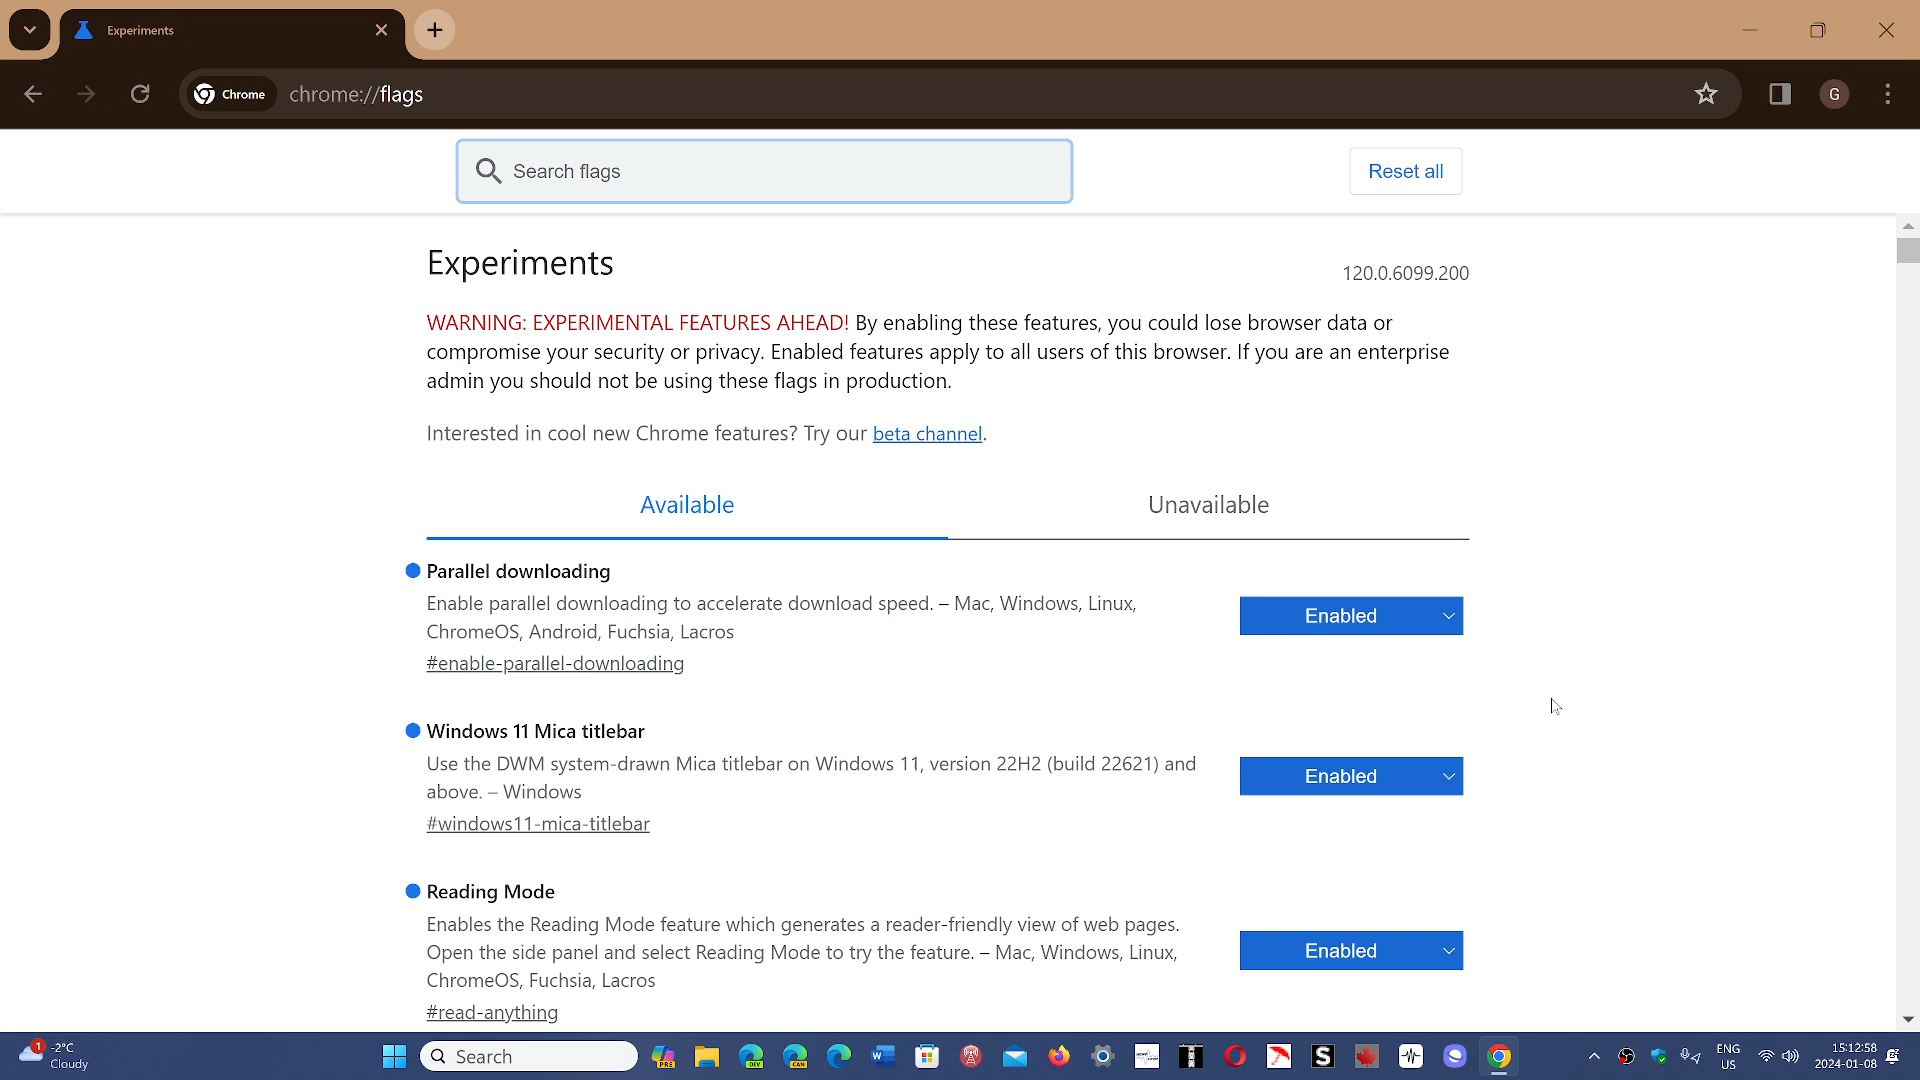 Experiments
Chrome
chrome://flags
G
Search flags
Reset all
Experiments
120.0.6099.200
WARNING: EXPERIMENTAL FEATURES AHEAD! By enabling these features, you could lose browser data or
compromise your security or privacy. Enabled features apply to all users of this browser. If you are an enterprise
admin you should not be using these flags in production.
Interested in cool new Chrome features? Try our beta channel.
Available
Unavailable
Parallel downloading
Enable parallel downloading to accelerate download speed. – Mac, Windows, Linux,
ChromeOS, Android, Fuchsia, Lacros
#enable-parallel-downloading
Enabled
Windows 11 Mica titlebar
Use the DWM system-drawn Mica titlebar on Windows 11, version 22H2 (build 22621) and
above. – Windows
#windows11-mica-titlebar
Enabled
Reading Mode
Enables the Reading Mode feature which generates a reader-friendly view of web pages.
Open the side panel and select Reading Mode to try the feature. – Mac, Windows, Linux,
ChromeOS, Fuchsia, Lacros
#read-anything
Enabled
1
-2°C
Cloudy
Search
PRE
DEV
CAN
W
S
ENG
US
15:12:58
2024-01-08